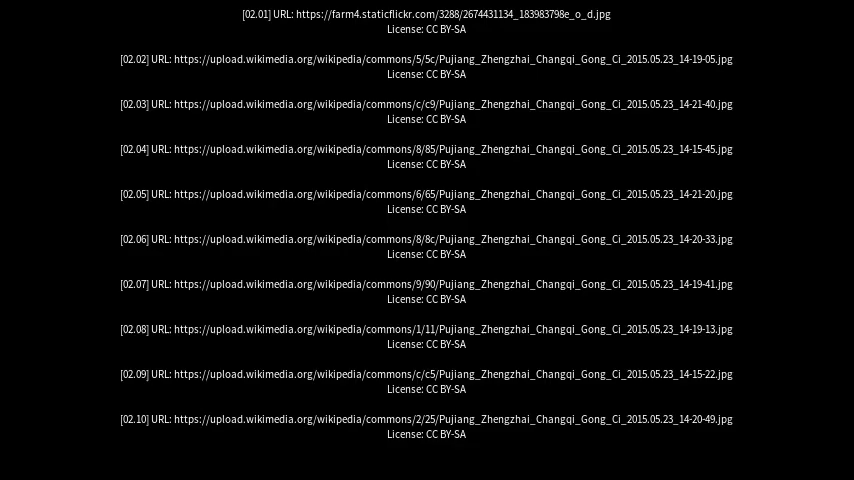 [02.01] URL: https://farm4.staticflickr.com/3288/2674431134_183983798e_o_d.jpg
License: CC BY-SA
[02.02] URL: https://upload.wikimedia.org/wikipedia/commons/5/5c/Pujiang_Zhengzhai_Changqi_Gong_Ci_2015.05.23_14-19-05.jpg
License: CC BY-SA
[02.03] URL: https://upload.wikimedia.org/wikipedia/commons/c/c9/Pujiang_Zhengzhai_Changqi_Gong_Ci_2015.05.23_14-21-40.jpg
License: CC BY-SA
[02.04] URL: https://upload.wikimedia.org/wikipedia/commons/8/85/Pujiang_Zhengzhai_Changqi_Gong_Ci_2015.05.23_14-15-45.jpg
License: CC BY-SA
[02.05] URL: https://upload.wikimedia.org/wikipedia/commons/6/65/Pujiang_Zhengzhai_Changqi_Gong_Ci_2015.05.23_14-21-20.jpg
License: CC BY-SA
[02.06] URL: https://upload.wikimedia.org/wikipedia/commons/8/8c/Pujiang_Zhengzhai_Changqi_Gong_Ci_2015.05.23_14-20-33.jpg
License: CC BY-SA
[02.07] URL: https://upload.wikimedia.org/wikipedia/commons/9/90/Pujiang_Zhengzhai_Changqi_Gong_Ci_2015.05.23_14-19-41.jpg
License: CC BY-SA
[02.08] URL: https://upload.wikimedia.org/wikipedia/commons/1/11/Pujiang_Zhengzhai_Changqi_Gong_Ci_2015.05.23_14-19-13.jpg
License: CC BY-SA
[02.09] URL: https://upload.wikimedia.org/wikipedia/commons/c/c5/Pujiang_Zhengzhai_Changqi_Gong_Ci_2015.05.23_14-15-22.jpg
License: CC BY-SA
[02.10] URL: https://upload.wikimedia.org/wikipedia/commons/2/25/Pujiang_Zhengzhai_Changqi_Gong_Ci_2015.05.23_14-20-49.jpg
License: CC BY-SA